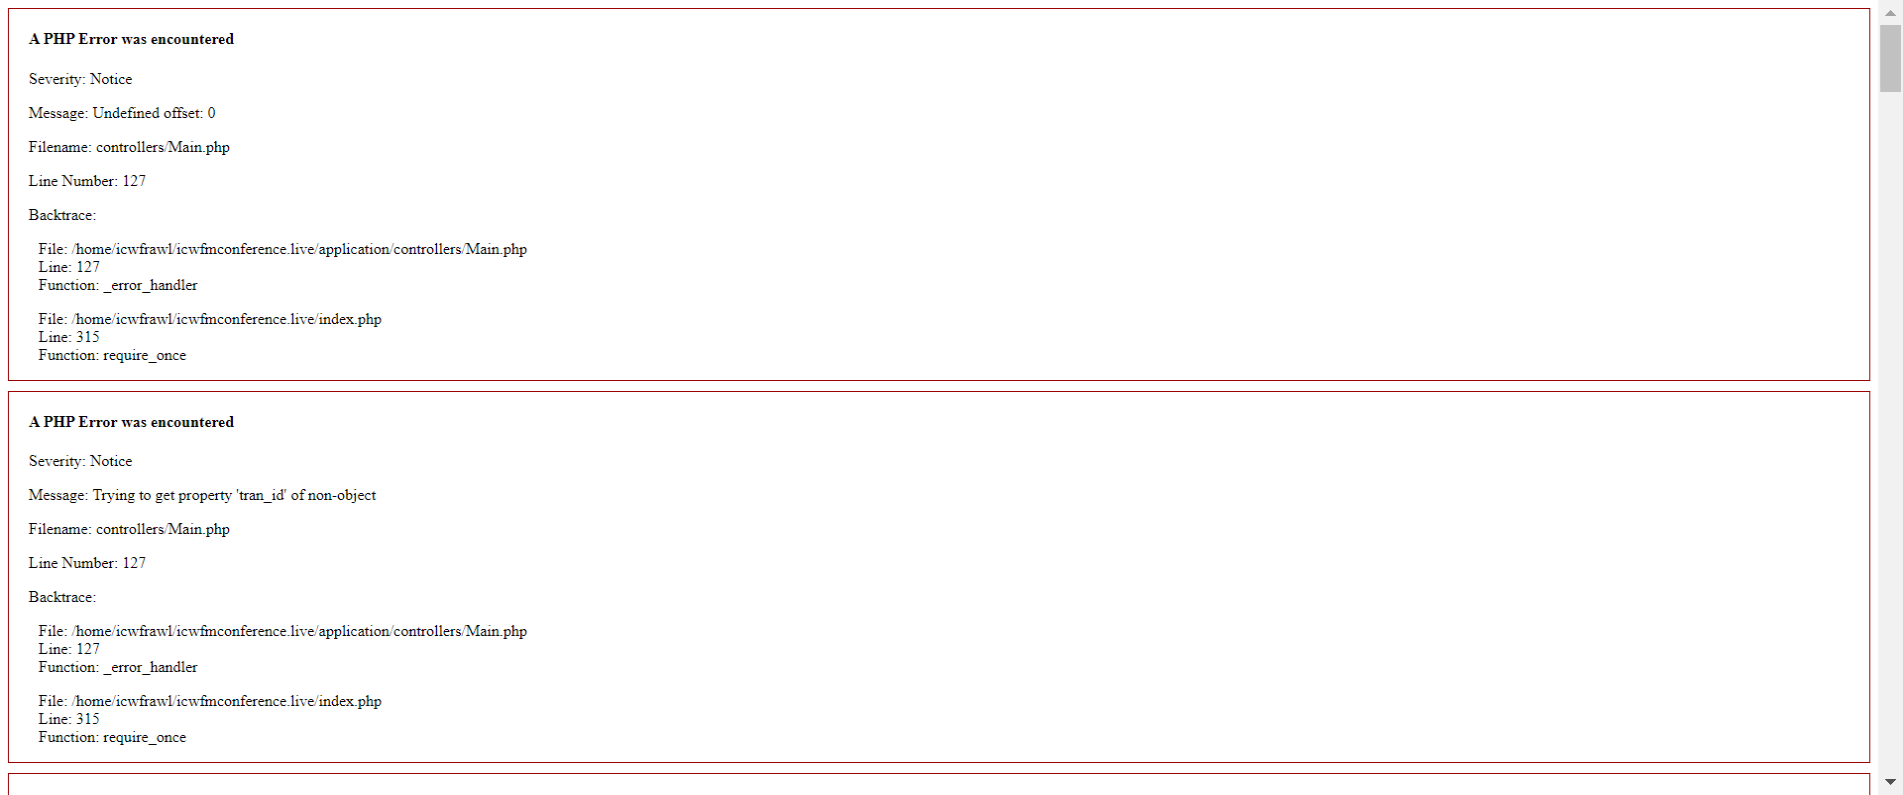 A PHP Error was encountered
Severity: Notice
Message: Undefined offset: 0
Filename: controllers/Main.php
Line Number: 127
Backtrace:
File: /home/icwfrawl/icwfmconference.live/application/controllers/Main.php
Line: 127
Function: _error_handler
File: /home/icwfrawl/icwfmconference.live/index.php
Line: 315
Function: require_once
A PHP Error was encountered
Severity: Notice
Message: Trying to get property 'tran_id' of non-object
Filename: controllers/Main.php
Line Number: 127
Backtrace:
File: /home/icwfrawl/icwfmconference.live/application/controllers/Main.php
Line: 127
Function: _error_handler
File: /home/icwfrawl/icwfmconference.live/index.php
Line: 315
Function: require_once